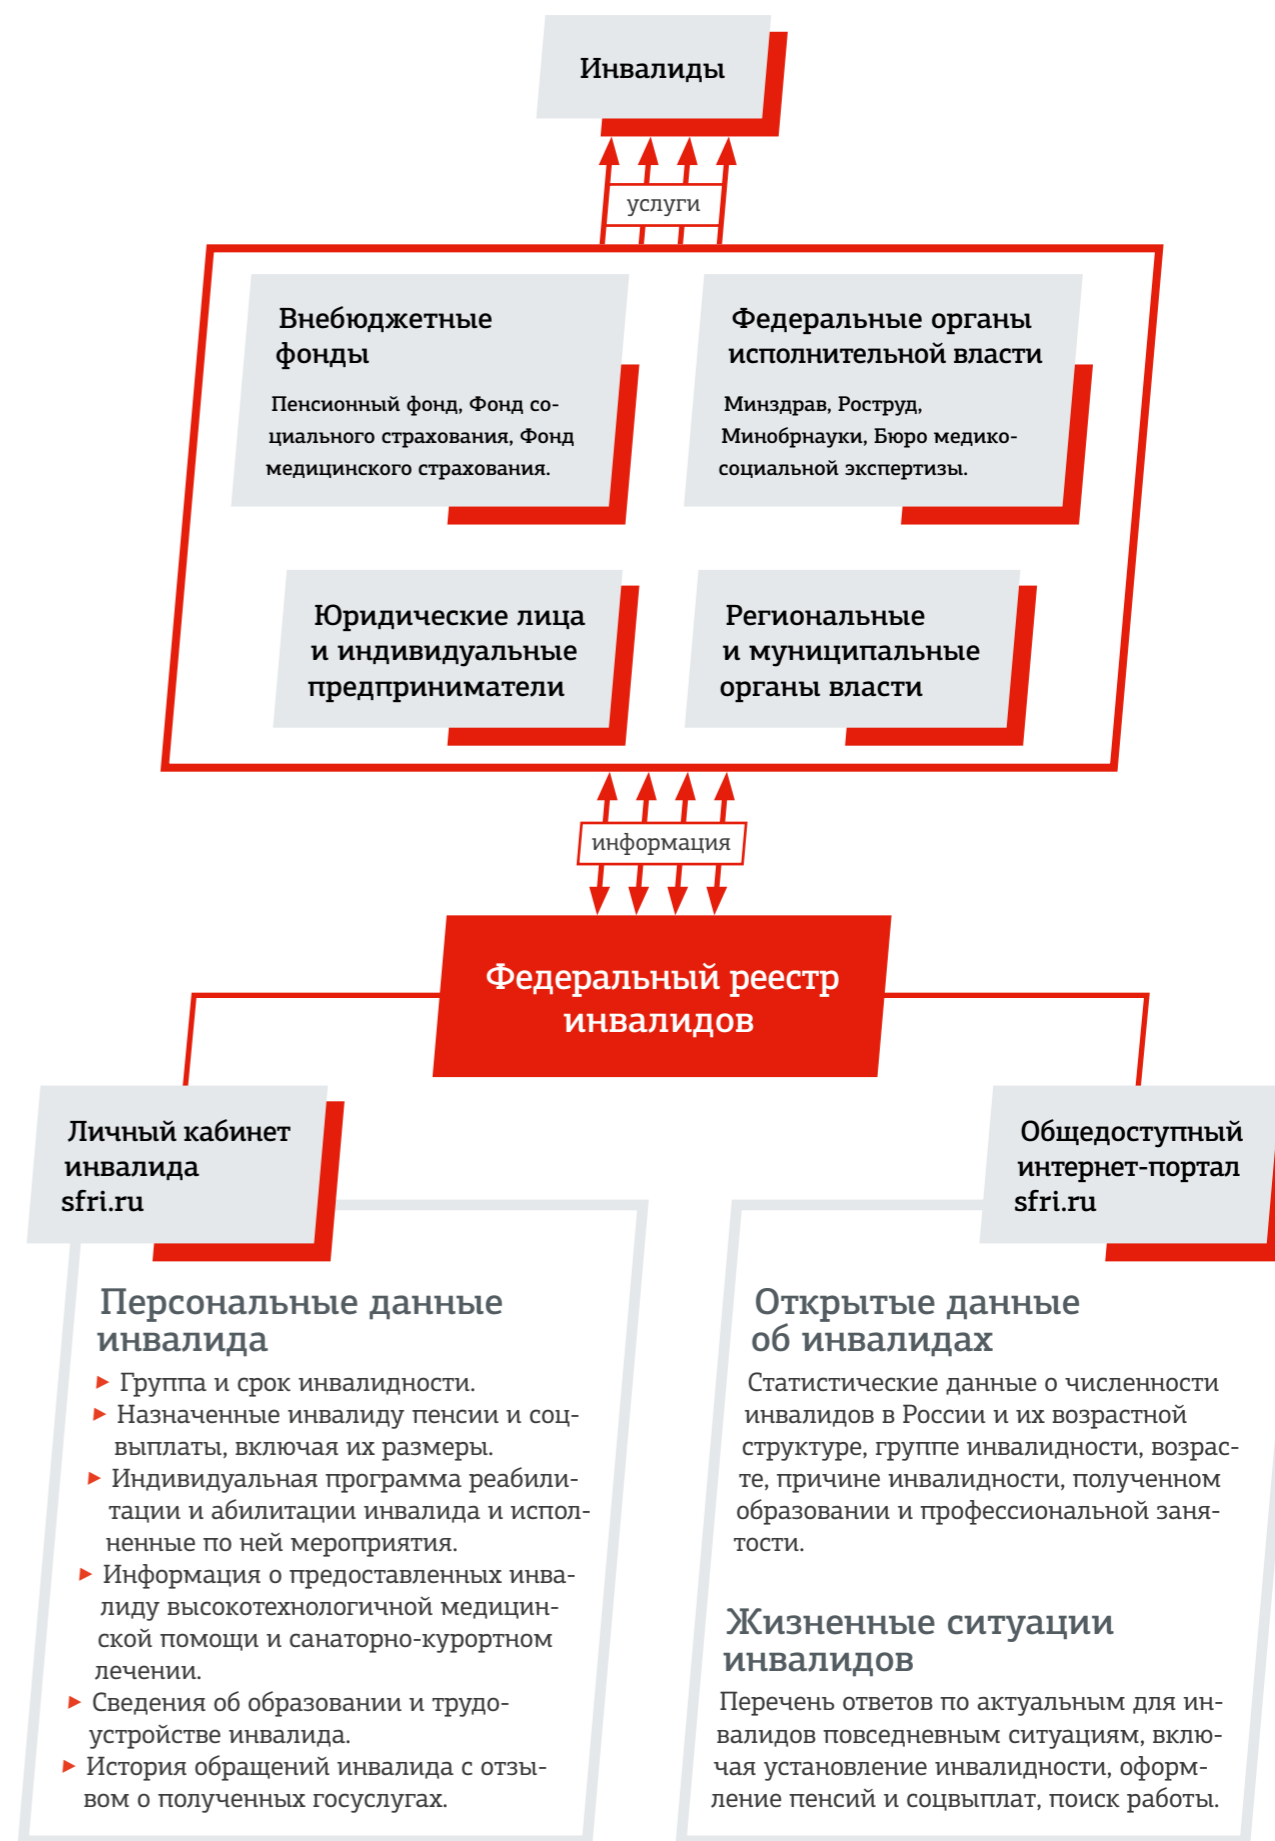 Инвалиды
услуги
Внебюджетные
фонды
Пенсионный фонд, Фонд со-
циального страхования, Фонд
медицинского страхования.
Федеральные органы
исполнительной власти
Минздрав, Роструд,
Минобрнауки, Бюро медико-
социальной экспертизы.
Юридические лица
и индивидуальные
предприниматели
Региональные
и муниципальные
органы власти
информация
Федеральный реестр
инвалидов
Личный кабинет
инвалида
sfri.ru
Персональные данные
инвалида
▸ Группа и срок инвалидности.
▸ Назначенные инвалиду пенсии и соц-
выплаты, включая их размеры.
▸ Индивидуальная программа реабили-
тации и абилитации инвалида и испол-
ненные по ней мероприятия.
▸ Информация о предоставленных инва-
лиду высокотехнологичной медицин-
ской помощи и санаторно-курортном
лечении.
▸ Сведения об образовании и трудо-
устройстве инвалида.
▸ История обращений инвалида с отзы-
вом о полученных госуслугах.
Общедоступный
интернет-портал
sfri.ru
Открытые данные
об инвалидах
Статистические данные о численности
инвалидов в России и их возрастной
структуре, группе инвалидности, возрас-
те, причине инвалидности, полученном
образовании и профессиональной заня-
тости.
Жизненные ситуации
инвалидов
Перечень ответов по актуальным для ин-
валидов повседневным ситуациям, вклю-
чая установление инвалидности, оформ-
ление пенсий и соцвыплат, поиск работы.